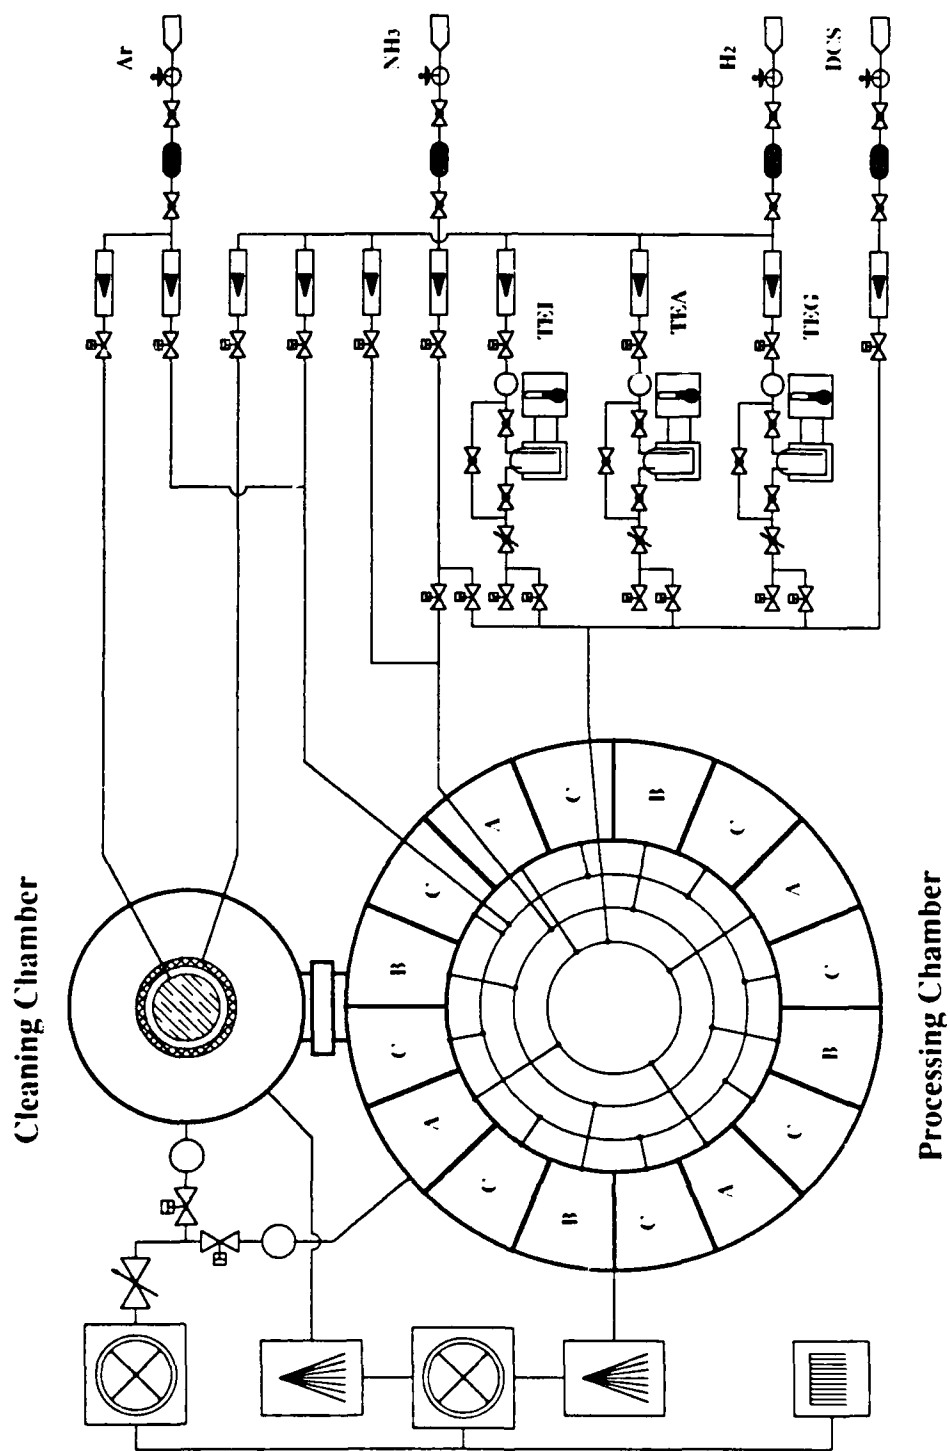 Cleaning Chamber
Ar
NH₃
H₂
DCS
TEI
TEA
TEG
B
C
A
C
B
C
A
C
B
C
A
C
B
C
A
C
Processing Chamber